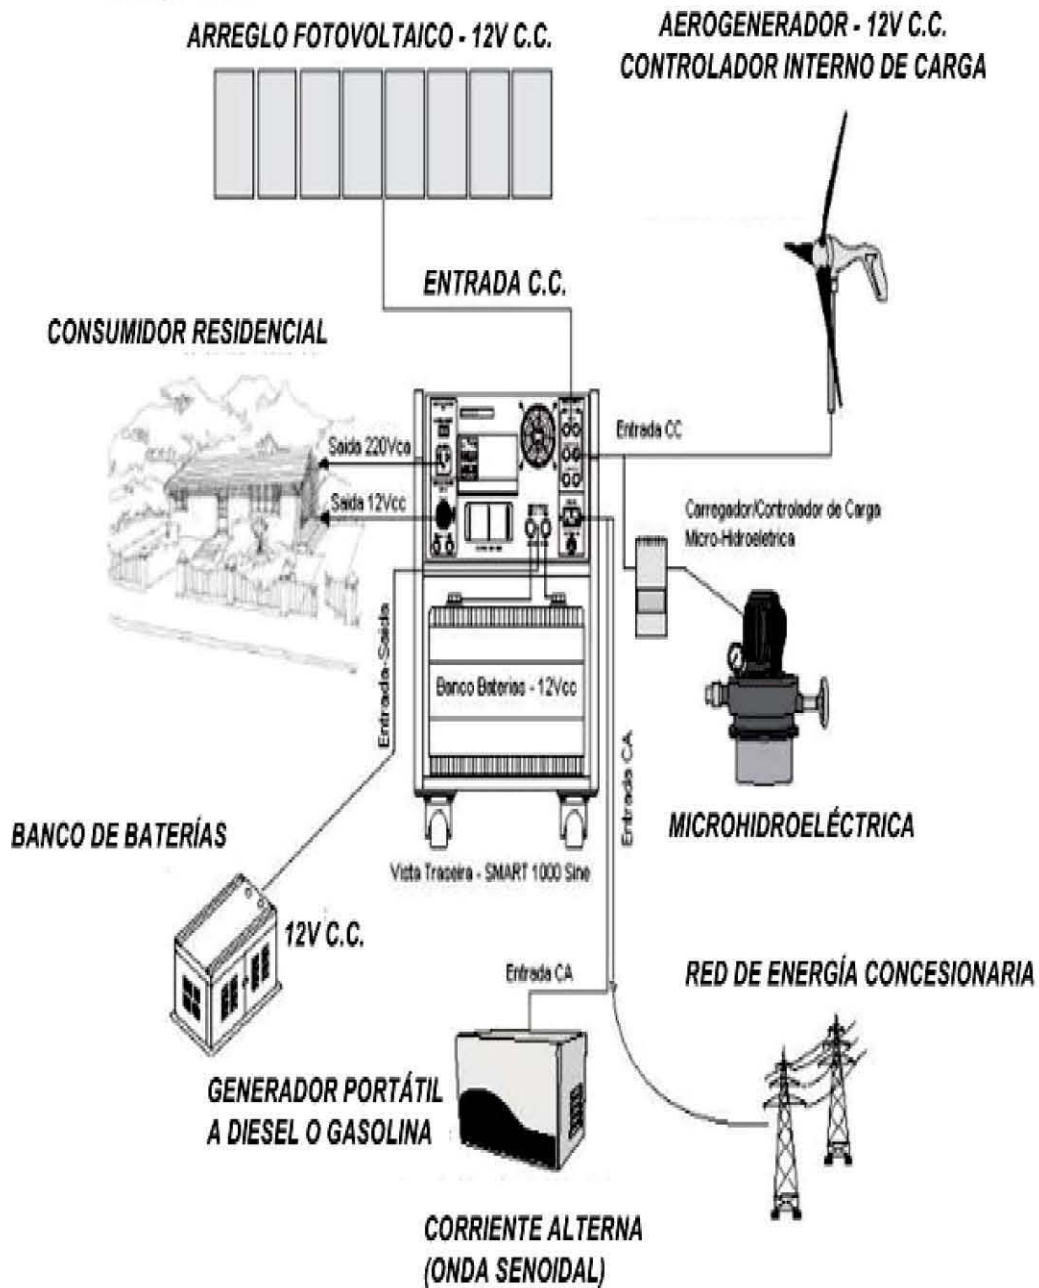 ARREGLO FOTOVOLTAICO - 12V C.C.
AEROGENERADOR - 12V C.C.
CONTROLADOR INTERNO DE CARGA
ENTRADA C.C.
CONSUMIDOR RESIDENCIAL
Saida 220Vca
Saida 12Vcc
Entrada CC
Carregador/Controlador de Carga
Micro-Hidroeletrica
Entrada-Saida
Banco Baterias - 12Vcc
Entrada CA
MICROHIDROELÉCTRICA
BANCO DE BATERÍAS
Vista Traseira - SMART 1000 Sine
12V C.C.
Entrada CA
RED DE ENERGÍA CONCESIONARIA
GENERADOR PORTÁTIL
A DIESEL O GASOLINA
CORRIENTE ALTERNA
(ONDA SENOIDAL)